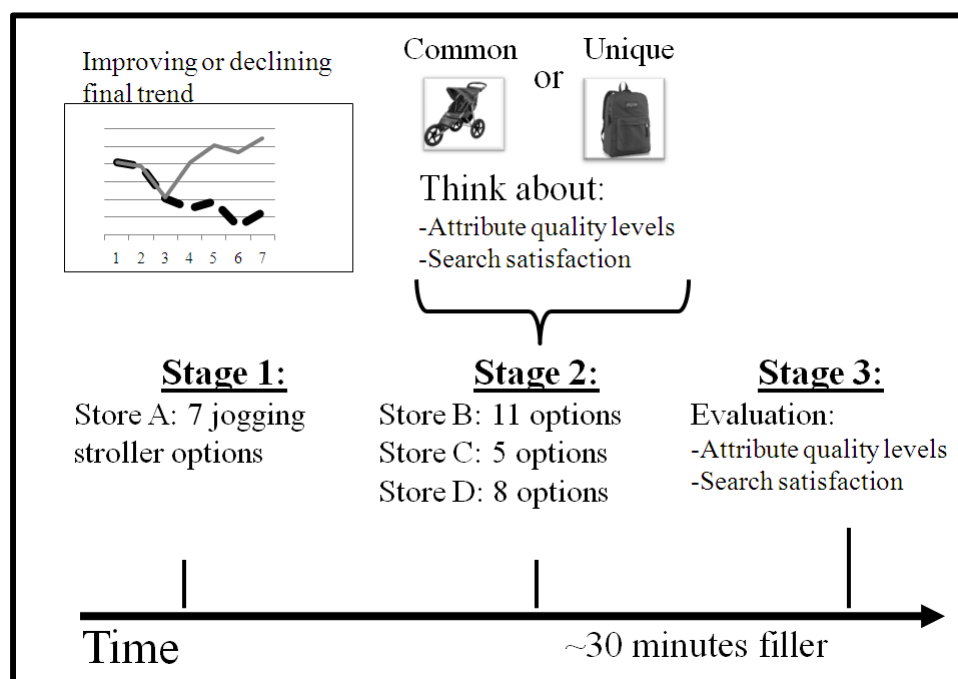 Improving or declining
final trend
1 2 3 4 5 6 7
Common
or
Unique
Think about:
-Attribute quality levels
-Search satisfaction
Stage 1:
Store A: 7 jogging
stroller options
Stage 2:
Store B: 11 options
Store C: 5 options
Store D: 8 options
Stage 3:
Evaluation:
-Attribute quality levels
-Search satisfaction
Time
~30 minutes filler